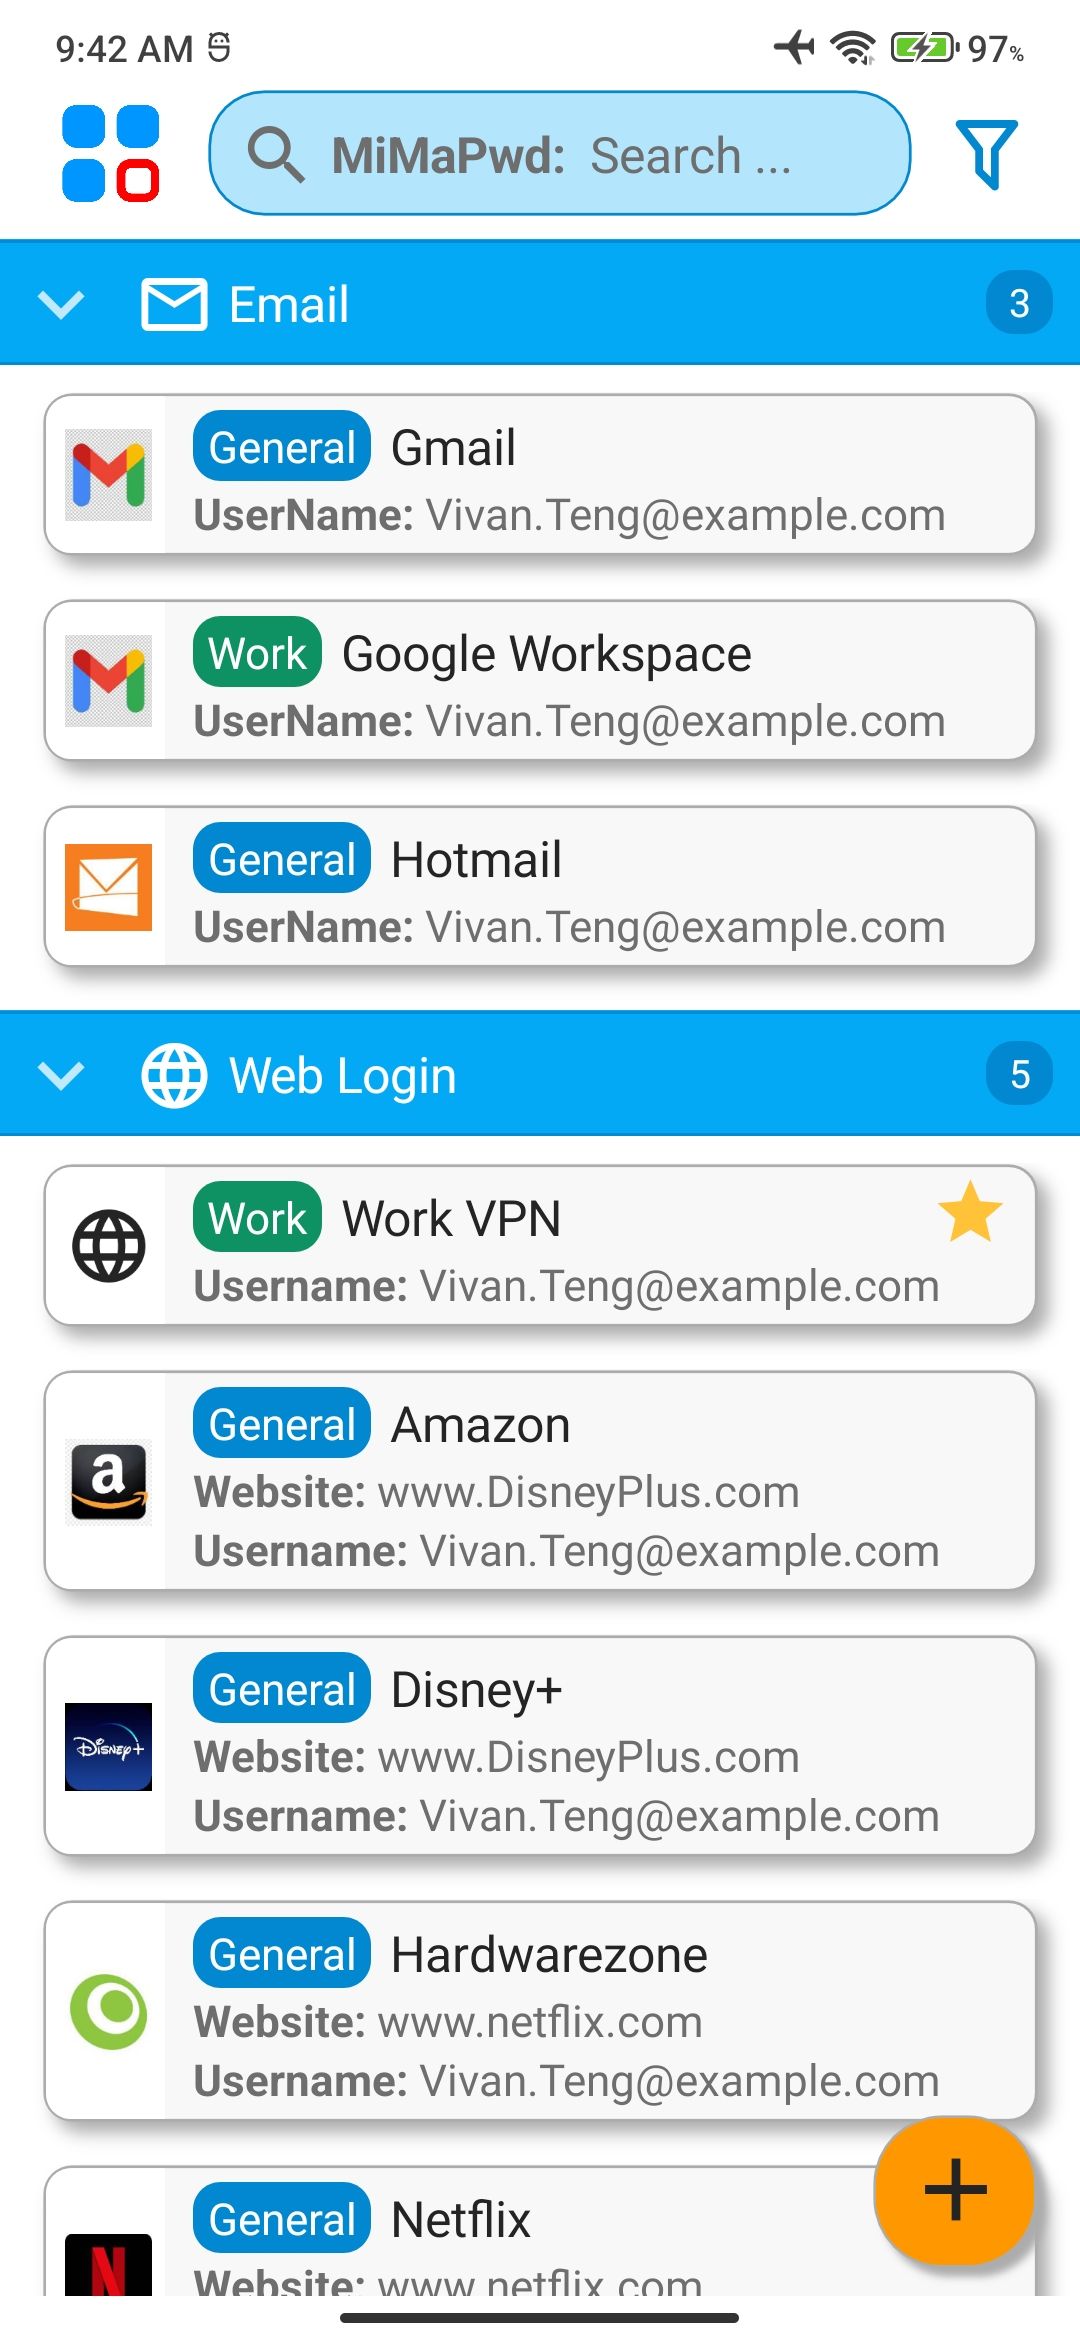 9:42 AM 97%
MiMaPwd: Search ...
Email 3
General Gmail
UserName: Vivan.Teng@example.com
Work Google Workspace
UserName: Vivan.Teng@example.com
General Hotmail
UserName: Vivan.Teng@example.com
Web Login 5
Work Work VPN
Username: Vivan.Teng@example.com
General Amazon
Website: www.DisneyPlus.com
Username: Vivan.Teng@example.com
General Disney+
Website: www.DisneyPlus.com
Username: Vivan.Teng@example.com
General Hardwarezone
Website: www.netflix.com
Username: Vivan.Teng@example.com
General Netflix
Website: www.netflix.com